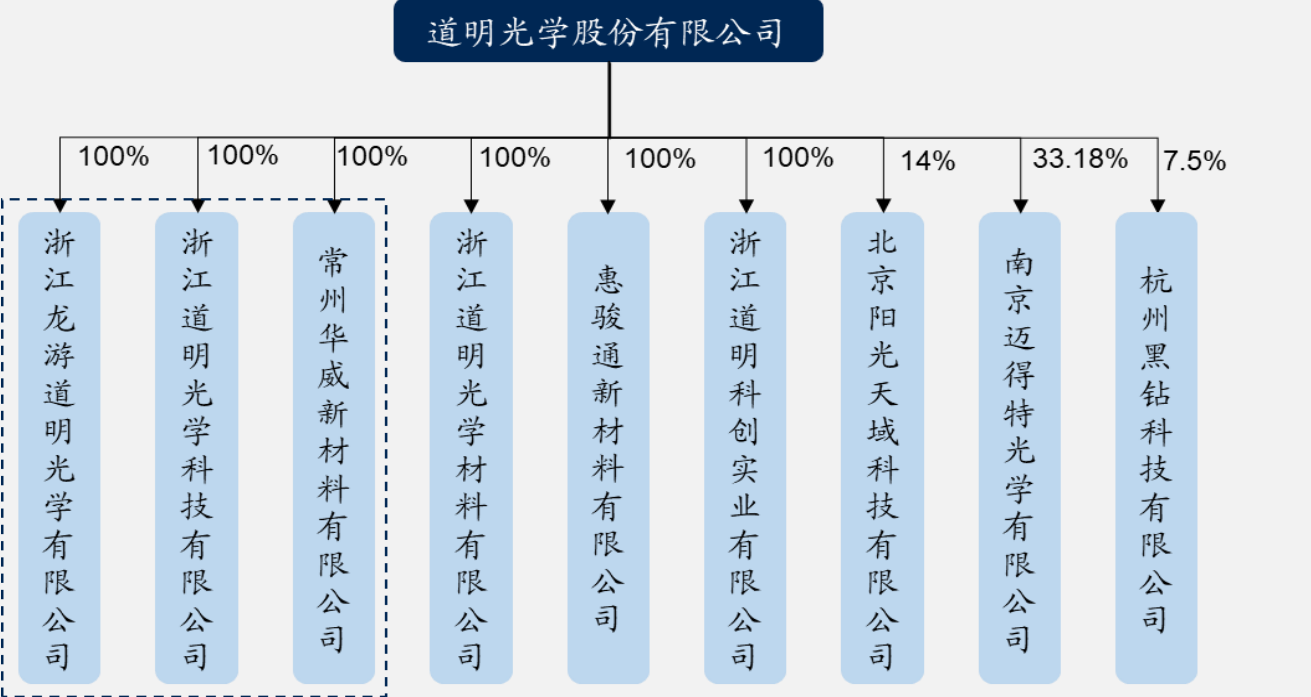 道明光学股份有限公司
100%
100%
100%
100%
100%
100%
14%
33.18%
7.5%
浙江龙游道明光学有限公司
浙江道明光学科技有限公司
常州华威新材料有限公司
浙江道明光学材料有限公司
惠骏通新材料有限公司
浙江道明科创实业有限公司
北京阳光天域科技有限公司
南京迈得特光学有限公司
杭州黑钻科技有限公司